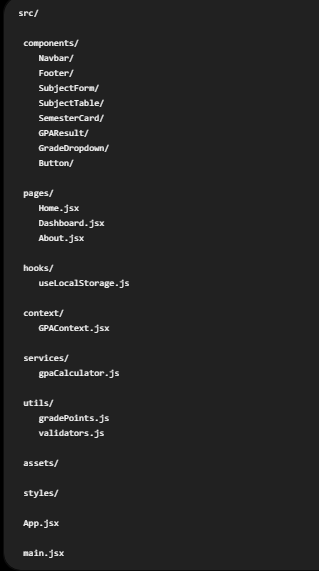 src/
components/
Navbar/
Footer/
SubjectForm/
SubjectTable/
SemesterCard/
GPAResult/
GradeDropdown/
Button/
pages/
Home.jsx
Dashboard.jsx
About.jsx
hooks/
useLocalStorage.js
context/
GPAContext.jsx
services/
gpaCalculator.js
utils/
gradePoints.js
validators.js
assets/
styles/
App.jsx
main.jsx